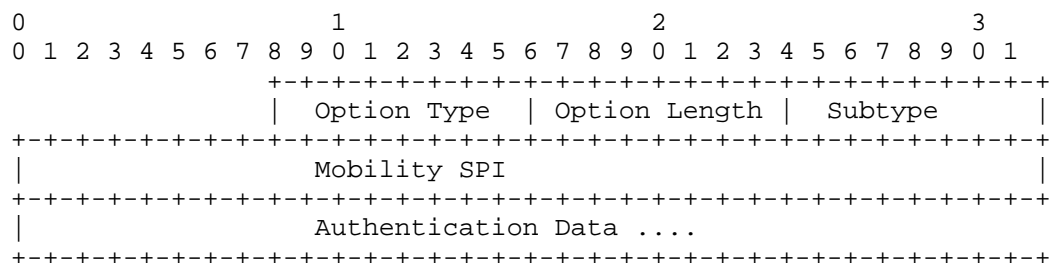 0                   1                   2                   3
0 1 2 3 4 5 6 7 8 9 0 1 2 3 4 5 6 7 8 9 0 1 2 3 4 5 6 7 8 9 0 1
                +-+-+-+-+-+-+-+-+-+-+-+-+-+-+-+-+-+-+-+-+-+-+-+-+
                |  Option Type  | Option Length |  Subtype      |
+-+-+-+-+-+-+-+-+-+-+-+-+-+-+-+-+-+-+-+-+-+-+-+-+-+-+-+-+-+-+-+-+
|                  Mobility SPI                                 |
+-+-+-+-+-+-+-+-+-+-+-+-+-+-+-+-+-+-+-+-+-+-+-+-+-+-+-+-+-+-+-+-+
|                  Authentication Data ....
+-+-+-+-+-+-+-+-+-+-+-+-+-+-+-+-+-+-+-+-+-+-+-+-+-+-+-+-+-+-+-+-+